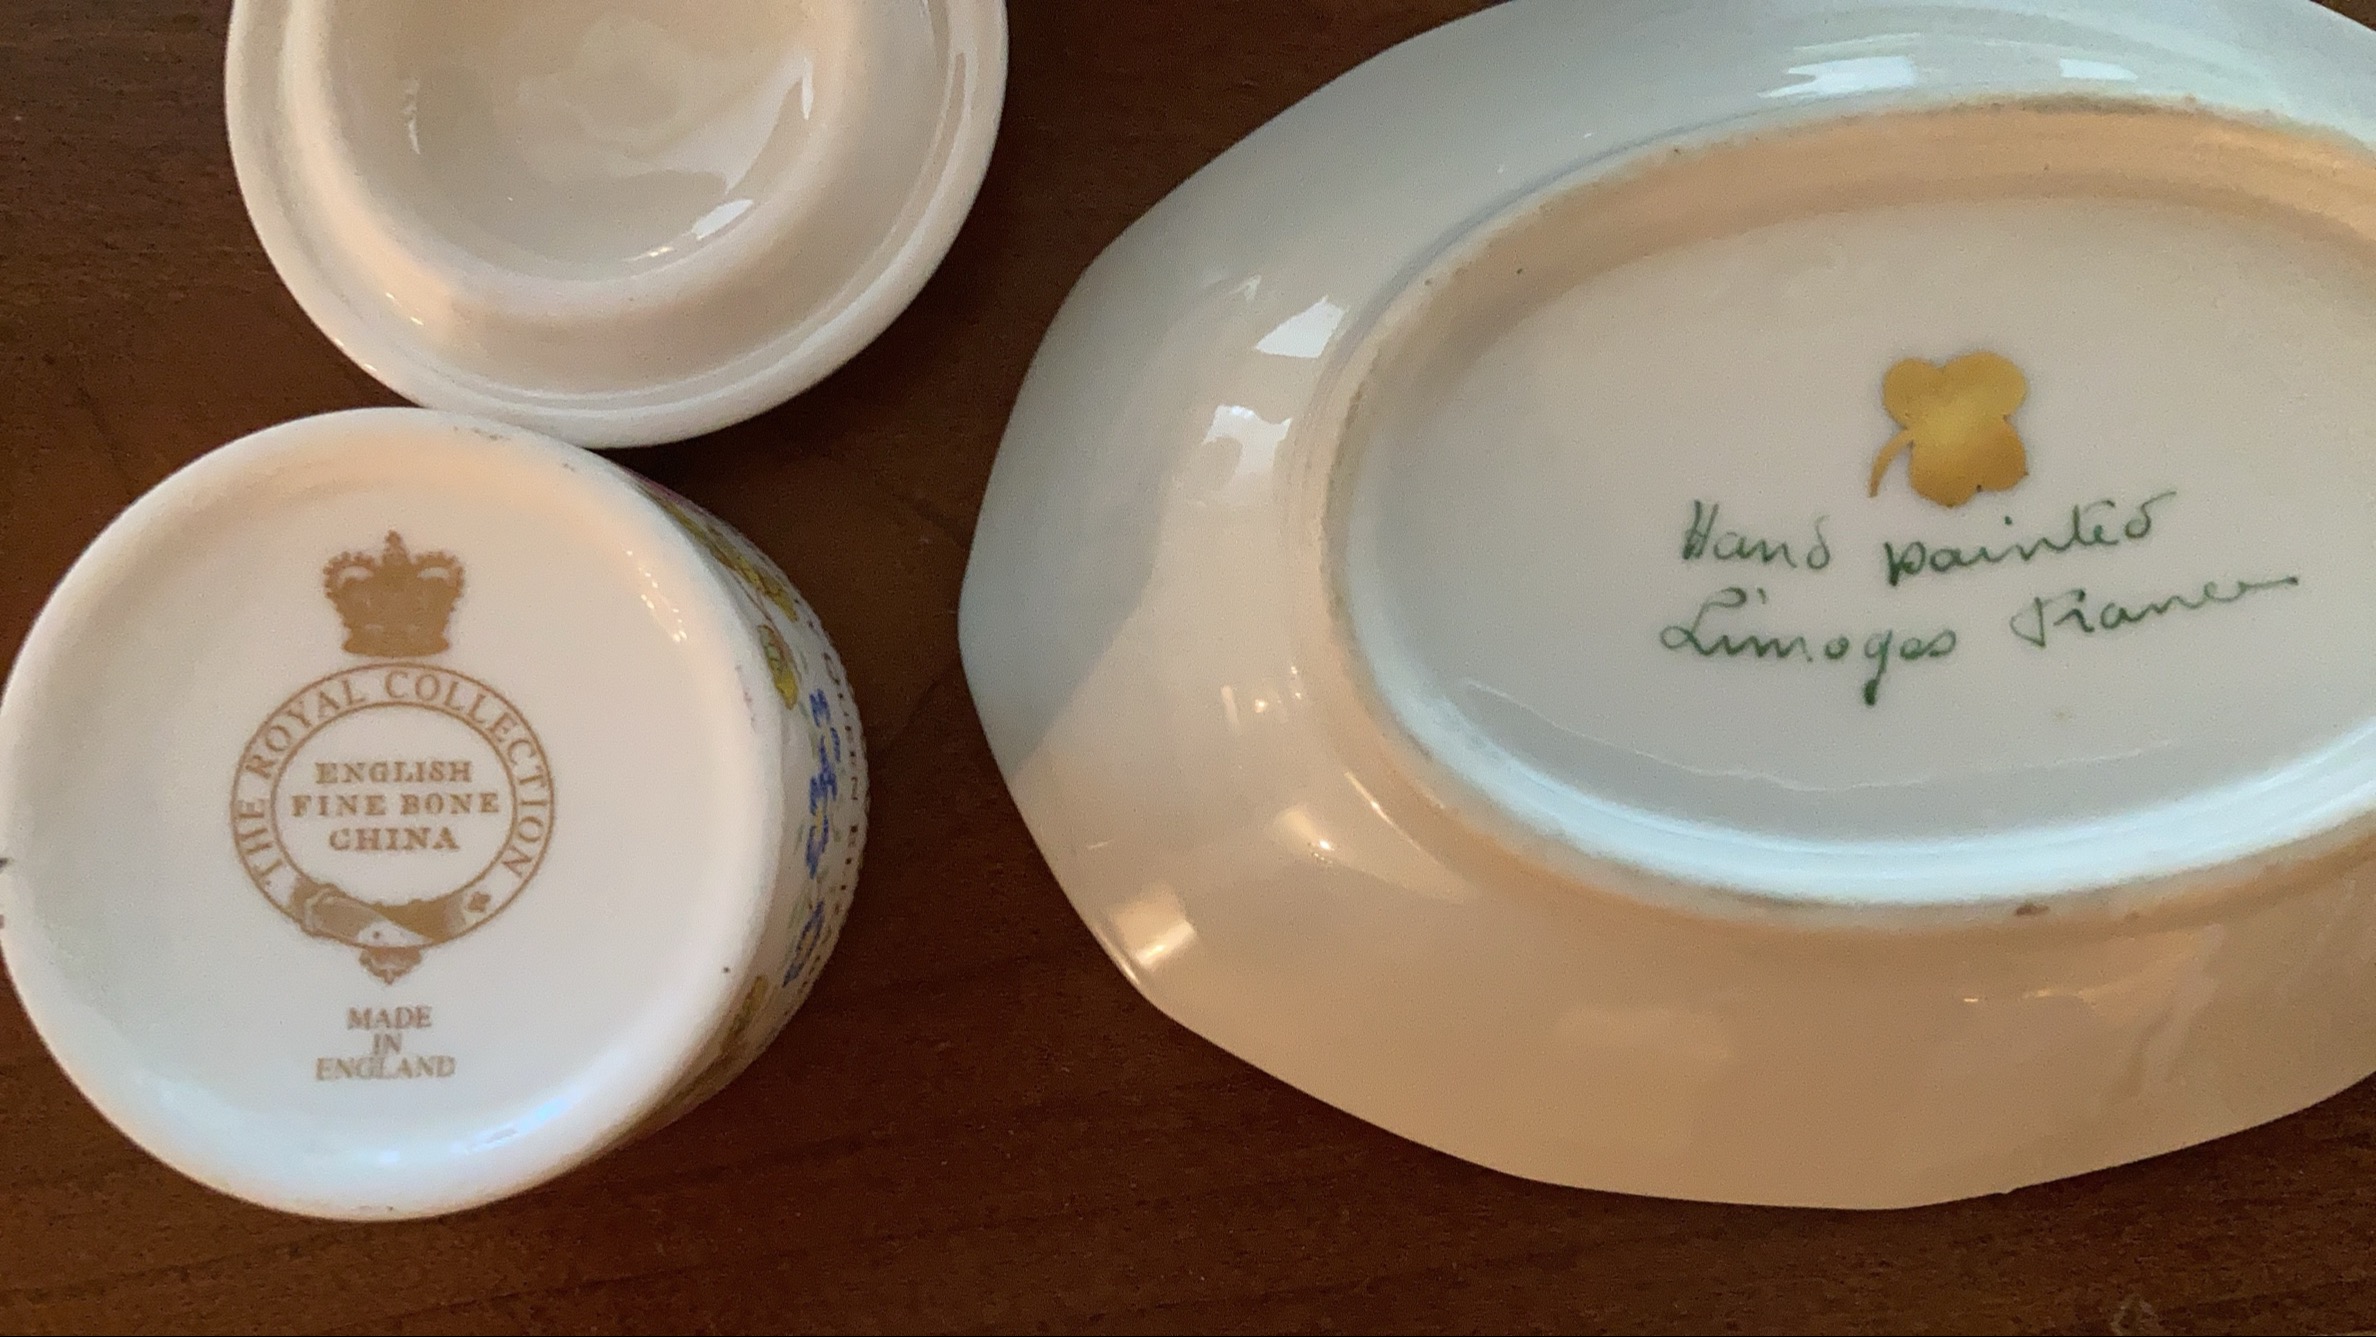 THE ROYAL COLLECTION
ENGLISH
FINE BONE
CHINA
MADE
IN
ENGLAND
Hand painted
Limoges France